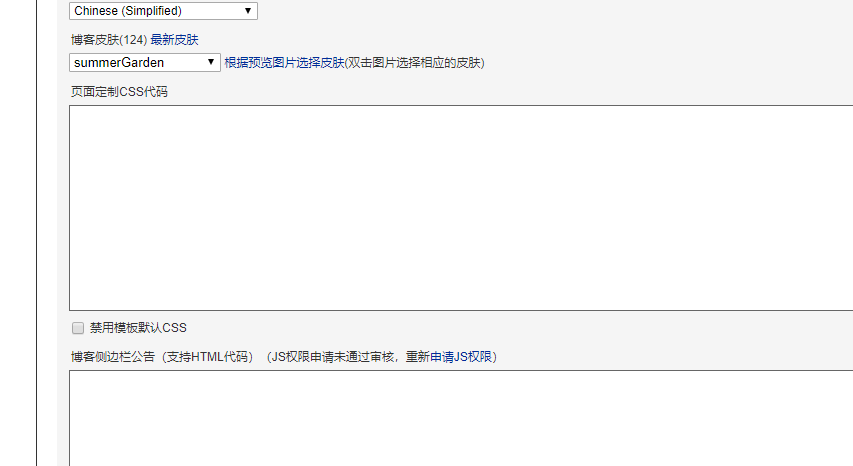 Chinese (Simplified)
博客皮肤(124) 最新皮肤
summerGarden 根据预览图片选择皮肤(双击图片选择相应的皮肤)
页面定制CSS代码
禁用模板默认CSS
博客侧边栏公告（支持HTML代码）（JS权限申请未通过审核，重新申请JS权限）